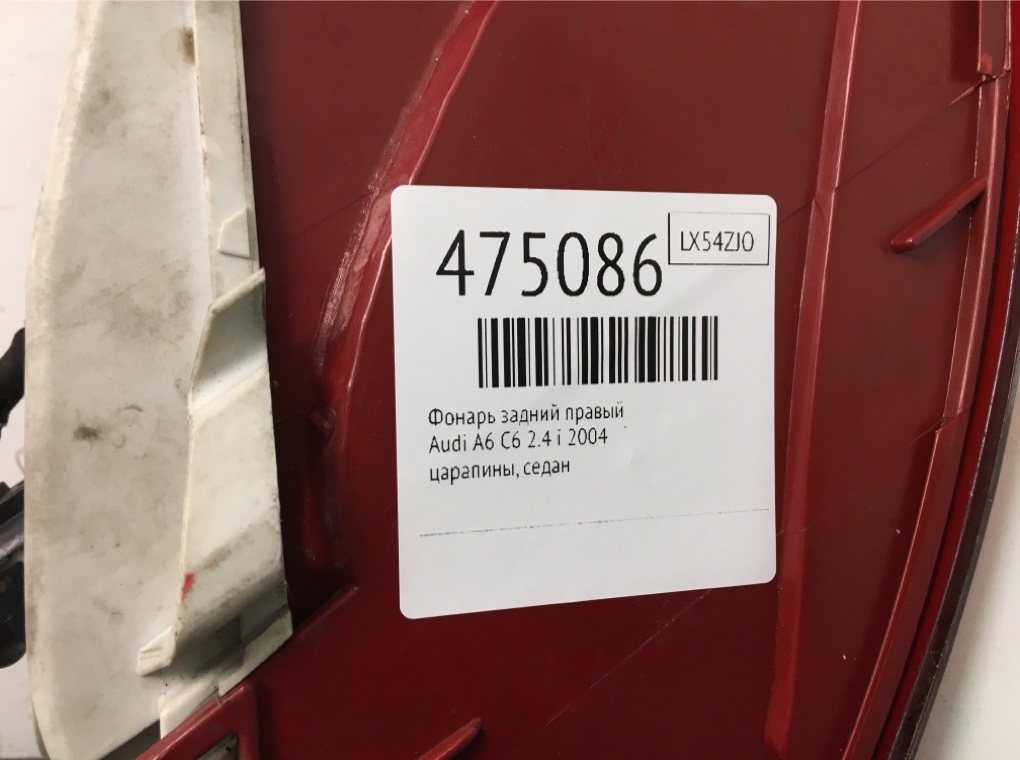 475086
LX54ZJO
Фонарь задний правый
Audi A6 C6 2.4 i 2004
царапины, седан